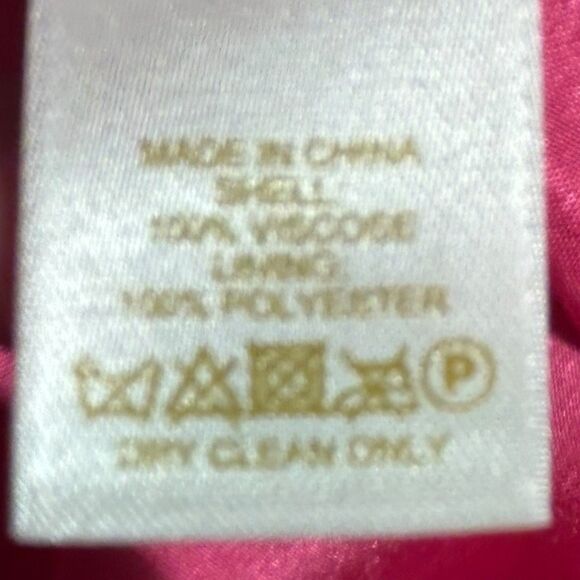 MADE IN CHINA
SHELL
100% VISCOSE
LINING
100% POLYESTER
P
DRY CLEAN ONLY